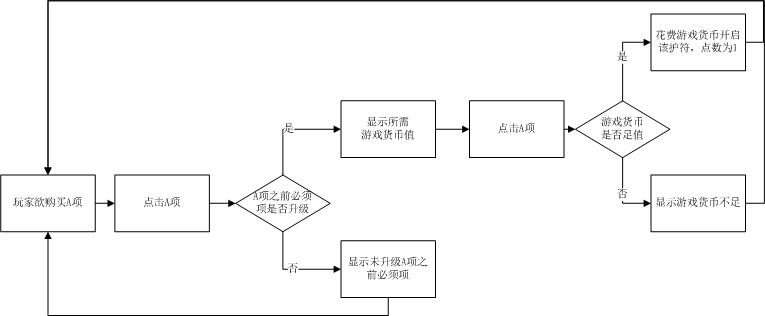 花费游戏货币开启
该护符，点数为1
是
显示所需
游戏货币值
点击A项
游戏货币
是否足值
是
玩家欲购买A项
点击A项
A项之前必须
项是否升级
否
显示游戏货币不足
否
显示未升级A项之
前必须项